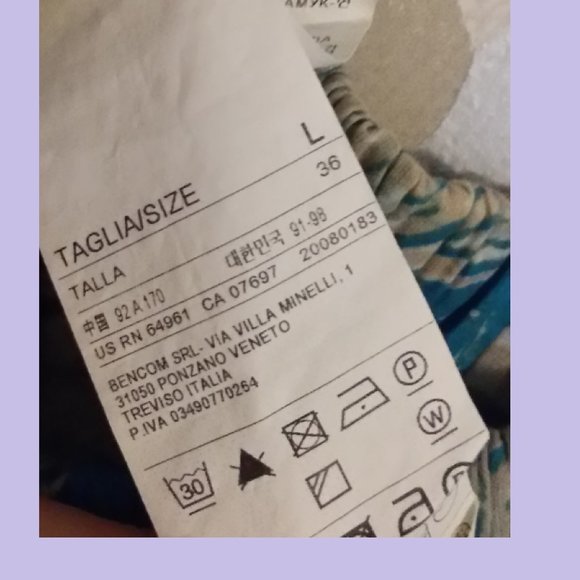 АМУК-
TAGLIA/SIZE L
TALLA 36
中国 92 A 170 대한민국 91-98
US RN 64961 CA 07697 20080183
BENCOM SRL- VIA VILLA MINELLI, 1
31050 PONZANO VENETO
TREVISO ITALIA
P.IVA 03490770264
30
P
W